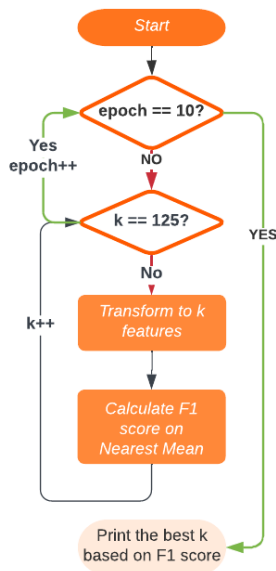 Start
epoch == 10?
Yes
epoch++
NO
k == 125?
YES
No
Transform to k
features
k++
Calculate F1
score on
Nearest Mean
Print the best k
based on F1 score